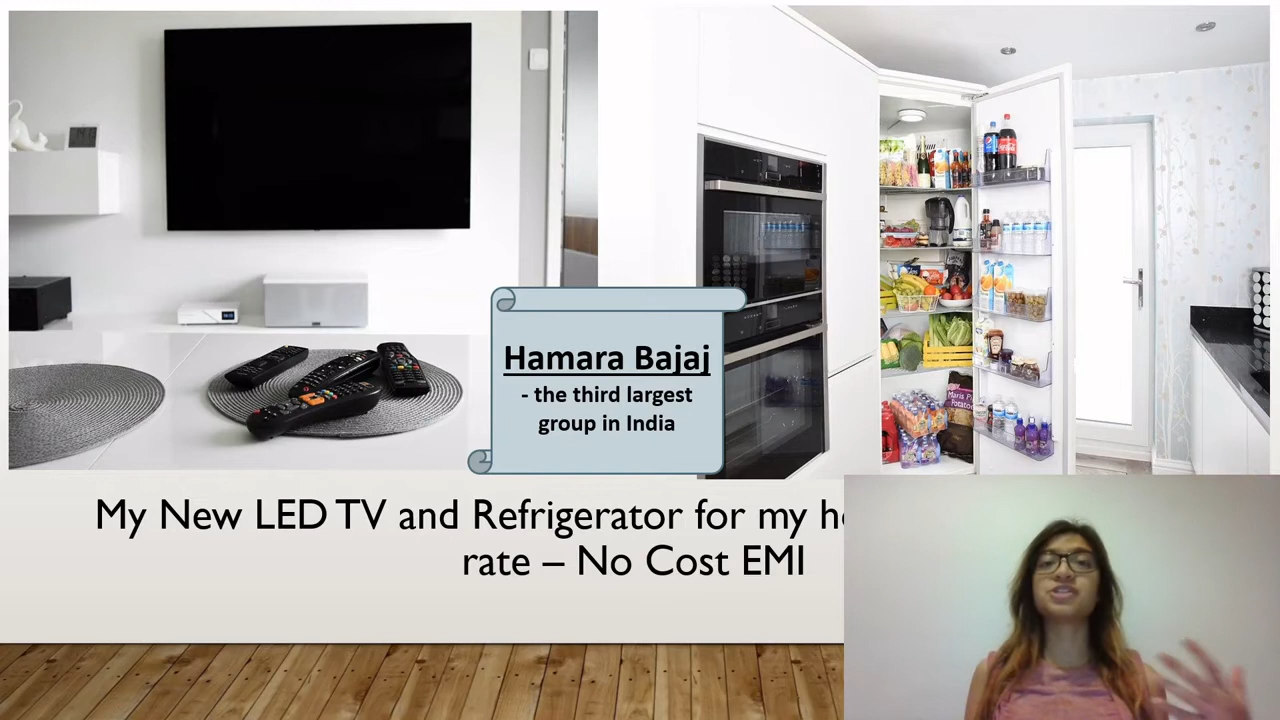 Hamara Bajaj
- the third largest
group in India
My New LED TV and Refrigerator for my
rate – No Cost EMI